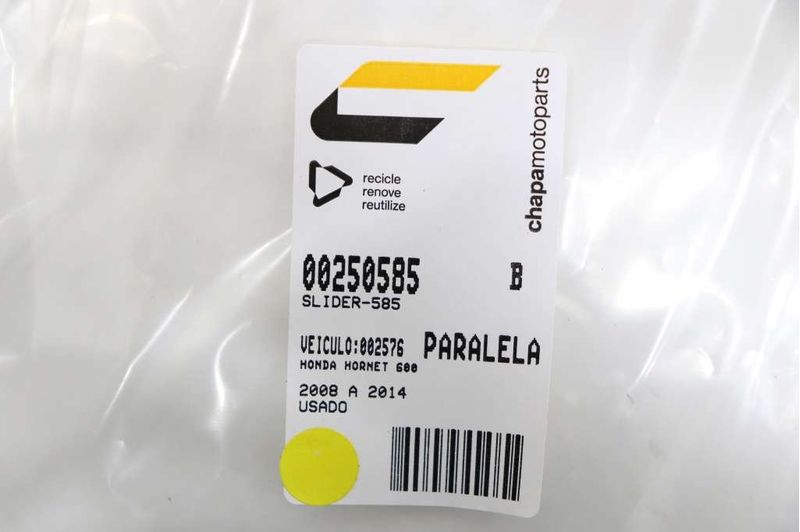 chapamotoparts
recicle
renove
reutilize
00250585 B
SLIDER-585
VEICULO:002576 PARALELA
HONDA HORNET 600
2008 A 2014
USADO